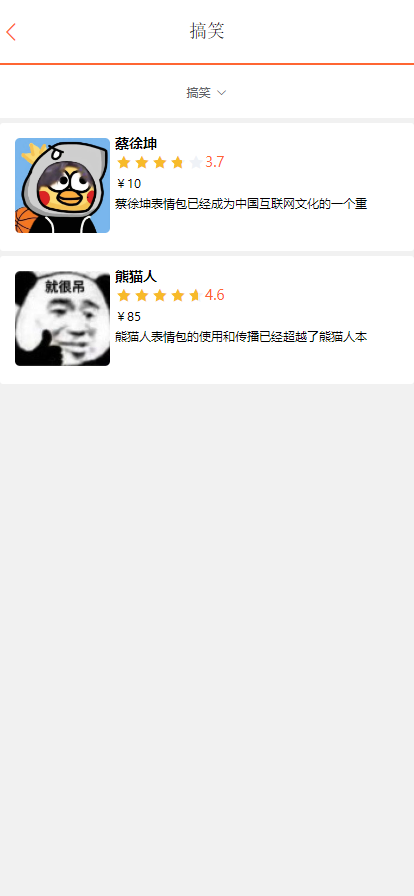 搞笑
搞笑
蔡徐坤
3.7
￥10
蔡徐坤表情包已经成为中国互联网文化的一个重
就很吊
熊猫人
4.6
￥85
熊猫人表情包的使用和传播已经超越了熊猫人本